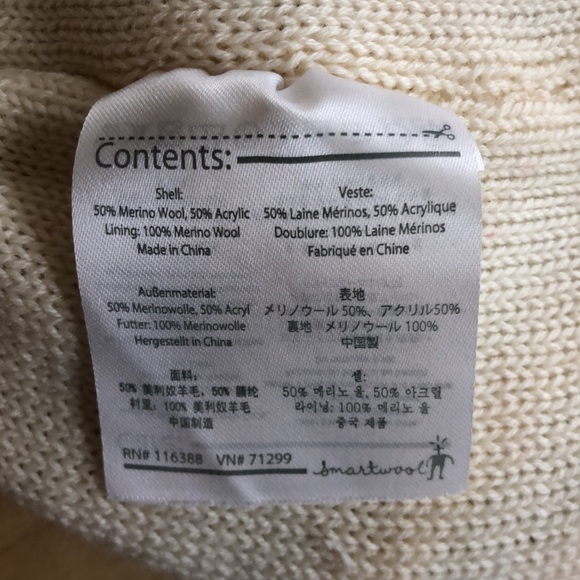 Contents:
Shell:
50% Merino Wool, 50% Acrylic
Lining: 100% Merino Wool
Made in China
Veste:
50% Laine Mérinos, 50% Acrylique
Doublure: 100% Laine Mérinos
Fabriqué en Chine
Außenmaterial:
50% Merinowolle, 50% Acryl
Futter: 100% Merinowolle
Hergestellt in China
表地
メリノウール 50%、アクリル50%
裏地 メリノウール 100%
中国製
面料:
50% 美利奴羊毛, 50% 腈纶
衬里: 100% 美利奴羊毛
中国制造
셸:
50% 메리노 울, 50% 아크릴
라이닝: 100% 메리노 울
중국 제품
RN# 116388 VN# 71299
smartwool